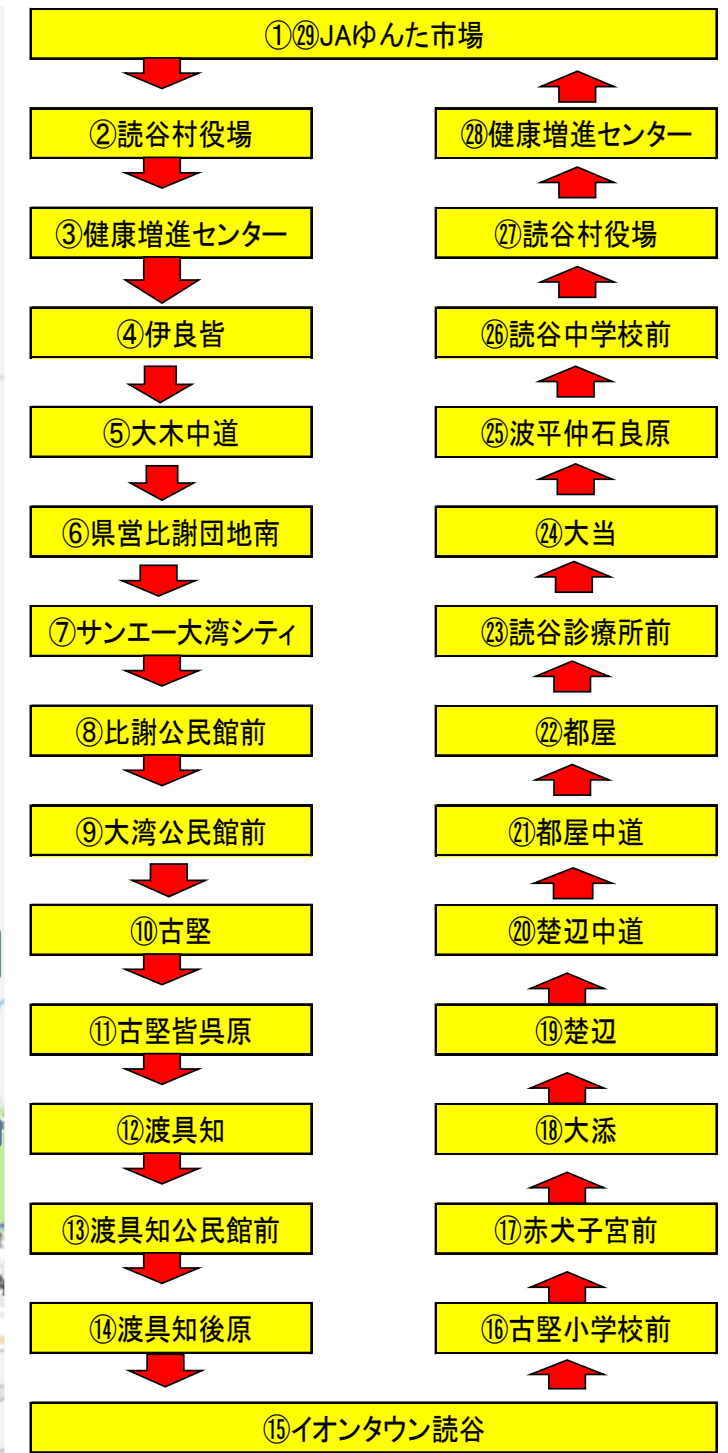 ①㉙JAゆんた市場
②読谷村役場
③健康増進センター
④伊良皆
⑤大木中道
⑥県営比謝団地南
⑦サンエー大湾シティ
⑧比謝公民館前
⑨大湾公民館前
⑩古堅
⑪古堅皆呉原
⑫渡具知
⑬渡具知公民館前
⑭渡具知後原
⑮イオンタウン読谷
⑯古堅小学校前
⑰赤犬子宮前
⑱大添
⑲楚辺
⑳楚辺中道
㉑都屋中道
㉒都屋
㉓読谷診療所前
㉔大当
㉕波平仲石良原
㉖読谷中学校前
㉗読谷村役場
㉘健康増進センター